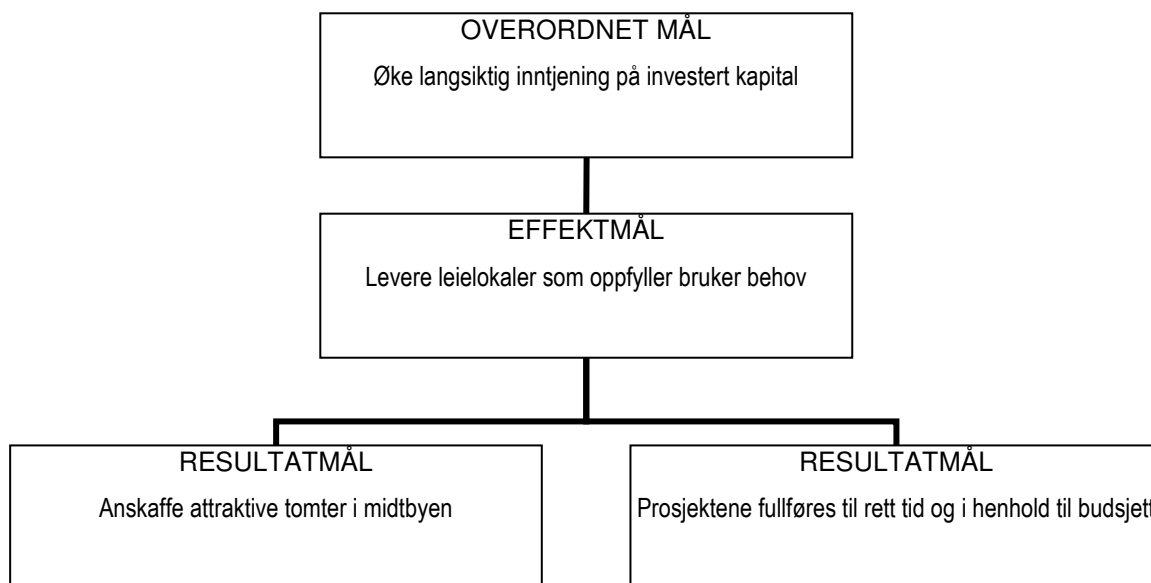 OVERORDNET MÅL
Øke langsiktig inntjening på investert kapital
EFFEKTMÅL
Levere leielokaler som oppfyller bruker behov
RESULTATMÅL
Anskaffe attraktive tomter i midtbyen
RESULTATMÅL
Prosjektene fullføres til rett tid og i henhold til budsjett